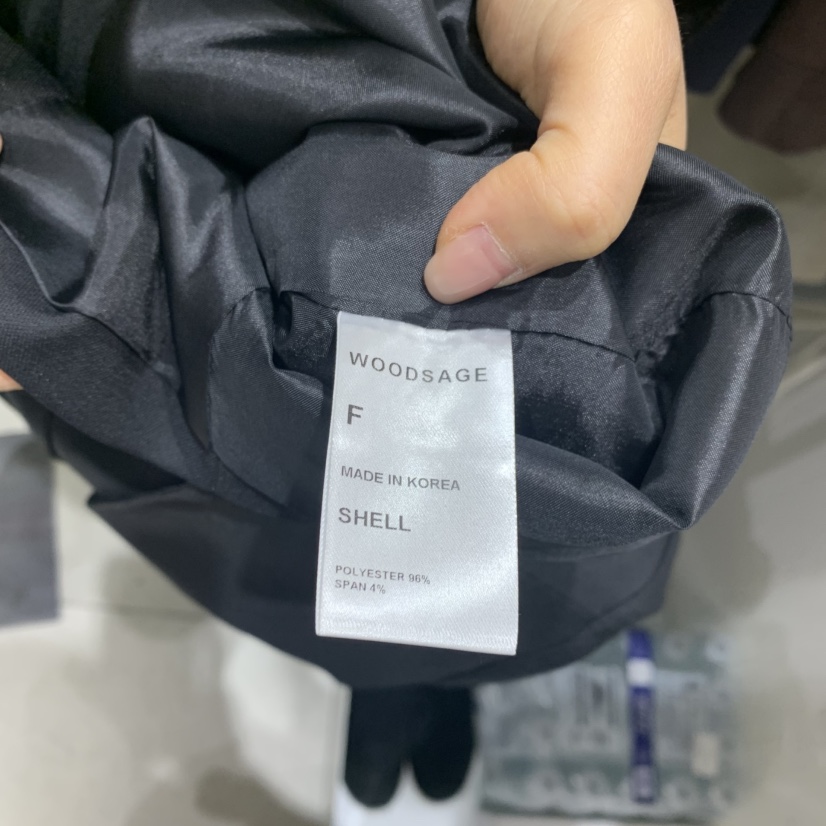 WOODSAGE
F
MADE IN KOREA
SHELL
POLYESTER 96%
SPAN 4%